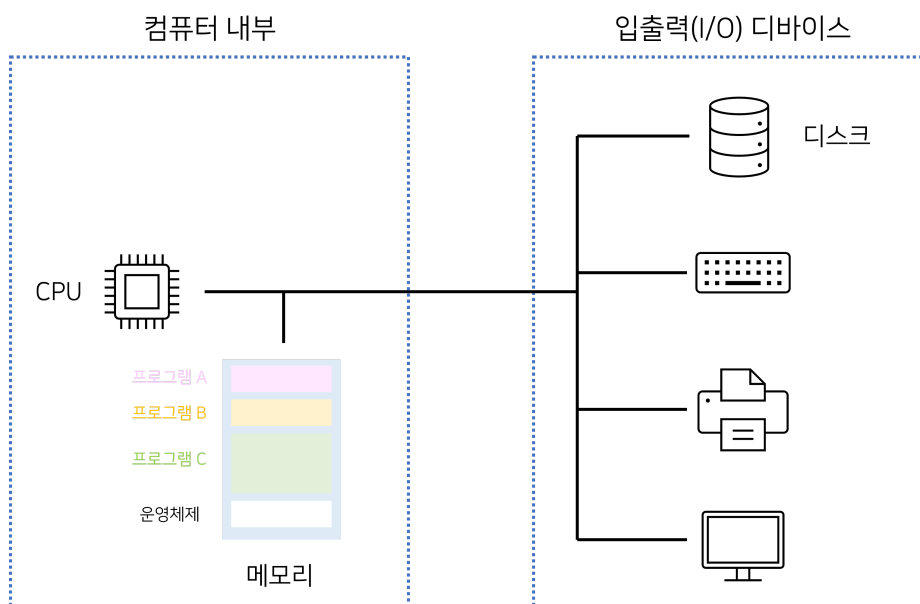 컴퓨터 내부
입출력(I/O) 디바이스
디스크
CPU
프로그램 A
프로그램 B
프로그램 C
운영체제
메모리